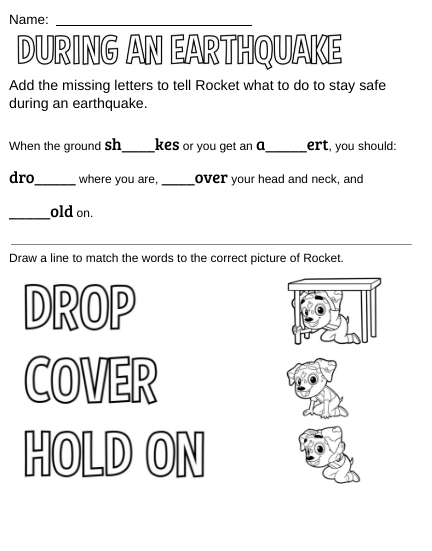 Name: ____________________
DURING AN EARTHQUAKE
Add the missing letters to tell Rocket what to do to stay safe
during an earthquake.
When the ground sh____kes or you get an a_____ert, you should:
dro_____ where you are, ____over your head and neck, and
_____old on.
Draw a line to match the words to the correct picture of Rocket.
DROP
COVER
HOLD ON